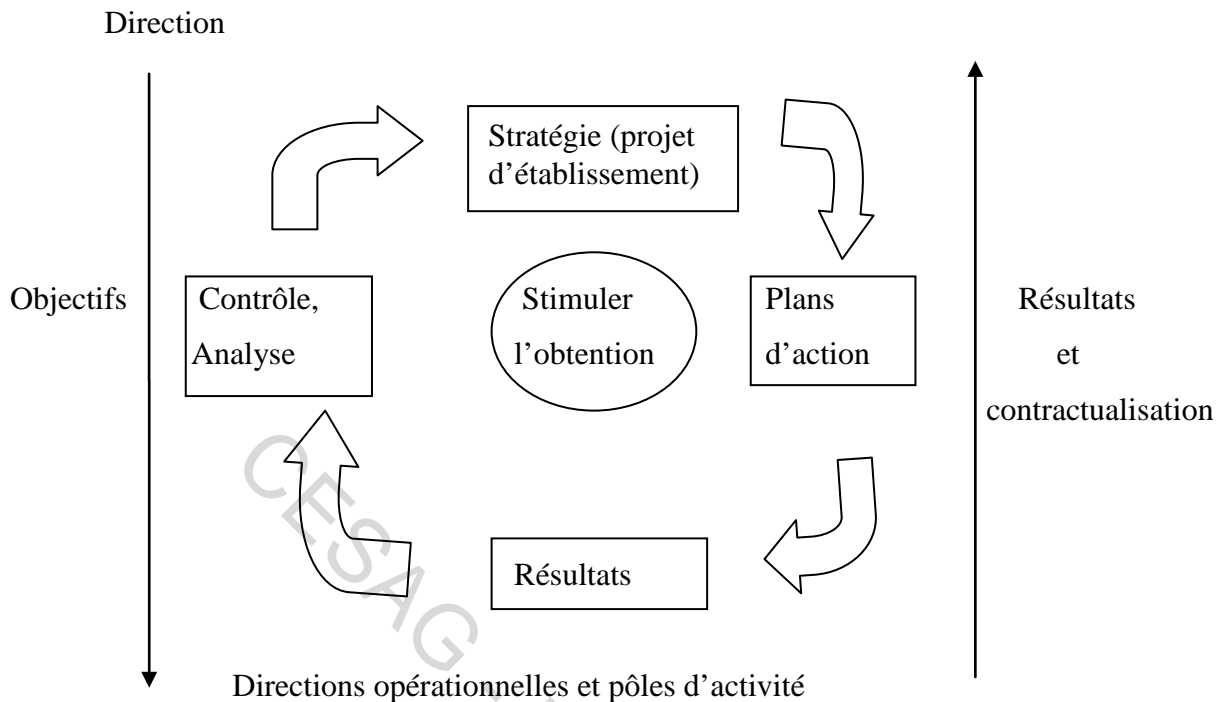 Direction
Stratégie (projet
d’établissement)
Objectifs
Contrôle,
Analyse
Stimuler
l’obtention
Plans
d’action
Résultats
et
contractualisation
Résultats
CESAG
Directions opérationnelles et pôles d’activité